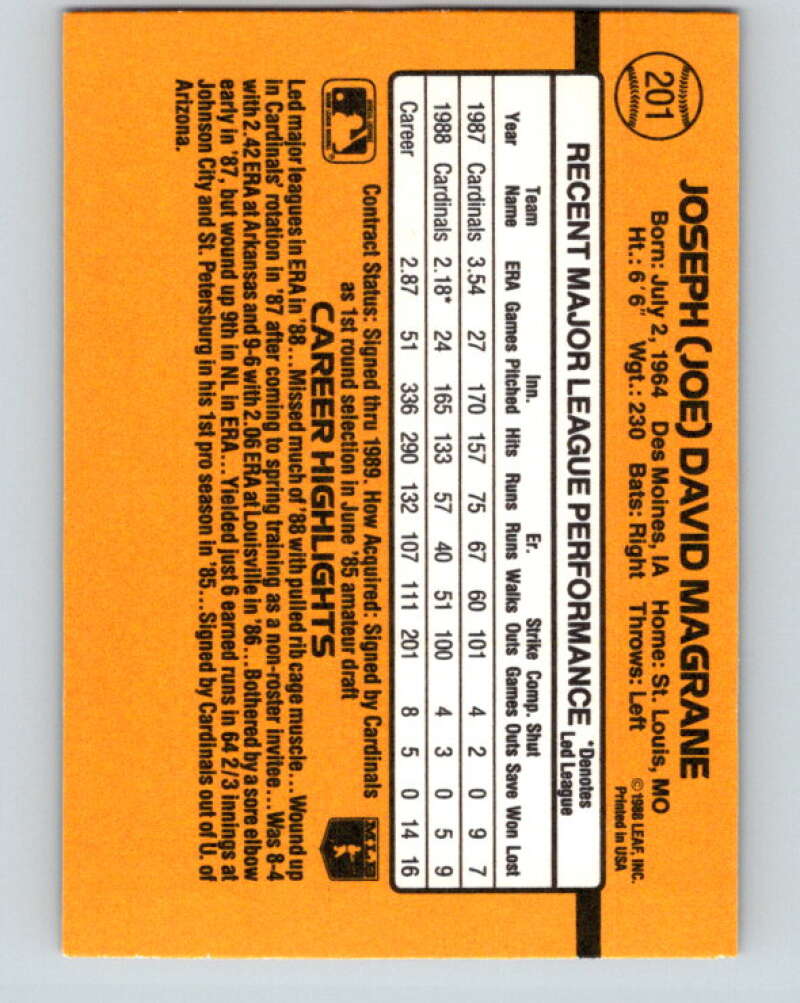 201
JOSEPH (JOE) DAVID MAGRANE
Born: July 2, 1964 Des Moines, IA Home: St. Louis, MO
Ht.: 6'6" Wgt.: 230 Bats: Right Throws: Left
©1988 LEAF, INC.
Printed in USA
RECENT MAJOR LEAGUE PERFORMANCE *Denotes Led League
Team Inn. Er. Strike Comp. Shut
Year Name ERA Games Pitched Hits Runs Runs Walks Outs Games Outs Save Won Lost
1987 Cardinals 3.54 27 170 157 75 67 60 101 4 2 0 9 7
1988 Cardinals 2.18* 24 165 133 57 40 51 100 4 3 0 5 9
Career 2.87 51 336 290 132 107 111 201 8 5 0 14 16
Contract Status: Signed thru 1989. How Acquired: Signed by Cardinals
as 1st round selection in June '85 amateur draft
MLB
CAREER HIGHLIGHTS
Led major leagues in ERA in '88...Missed much of '88 with pulled rib cage muscle...Wound up
in Cardinals' rotation in '87 after coming to spring training as a non-roster invitee...Was 8-4
with 2.42 ERA at Arkansas and 9-6 with 2.06 ERA at Louisville in '86...Bothered by a sore elbow
early in '87, but wound up 9th in NL in ERA...Yielded just 6 earned runs in 64 2/3 innings at
Johnson City and St. Petersburg in his 1st pro season in '85...Signed by Cardinals out of U. of
Arizona.